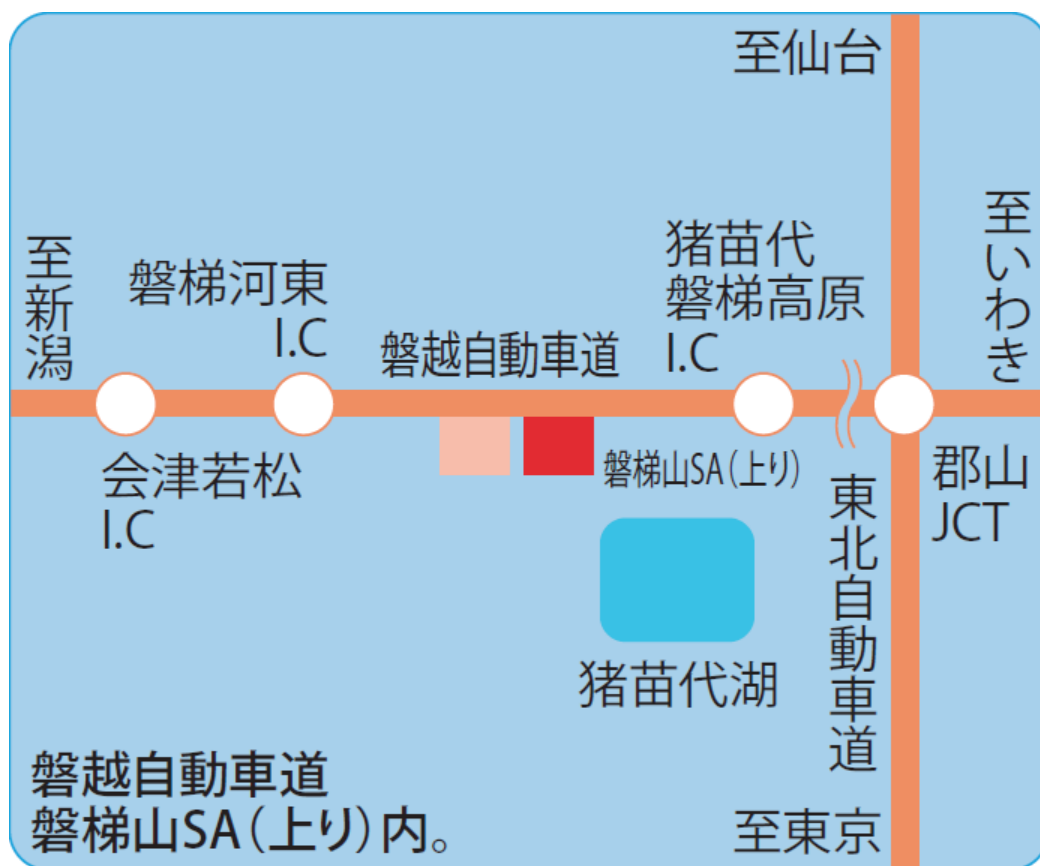 至仙台
至いわき
至新潟
磐梯河東
I.C
磐越自動車道
猪苗代
磐梯高原
I.C
会津若松
I.C
磐梯山SA（上り）
郡山
JCT
東北自動車道
猪苗代湖
磐越自動車道
磐梯山SA（上り）内。
至東京